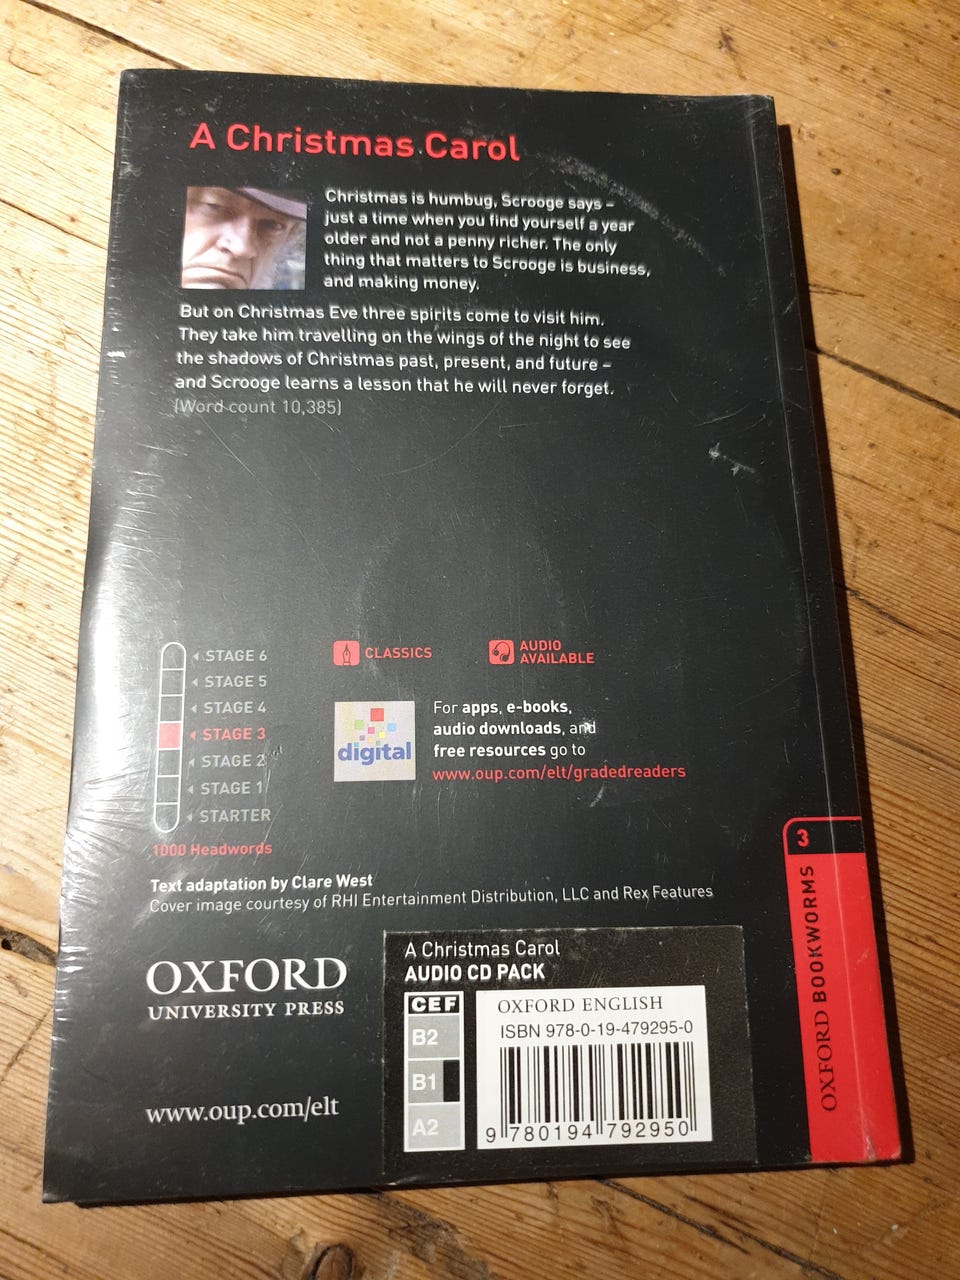 A Christmas Carol
Christmas is humbug, Scrooge says –
just a time when you find yourself a year
older and not a penny richer. The only
thing that matters to Scrooge is business,
and making money.
But on Christmas Eve three spirits come to visit him.
They take him travelling on the wings of the night to see
the shadows of Christmas past, present, and future –
and Scrooge learns a lesson that he will never forget.
(Word count 10,385)
STAGE 6
STAGE 5
STAGE 4
STAGE 3
STAGE 2
STAGE 1
STARTER
1000 Headwords
CLASSICS
AUDIO
AVAILABLE
digital
For apps, e-books,
audio downloads, and
free resources go to
www.oup.com/elt/gradedreaders
Text adaptation by Clare West
Cover image courtesy of RHI Entertainment Distribution, LLC and Rex Features
OXFORD
UNIVERSITY PRESS
www.oup.com/elt
A Christmas Carol
AUDIO CD PACK
CEF
B2
B1
A2
OXFORD ENGLISH
ISBN 978-0-19-479295-0
9 780194 792950
3
OXFORD BOOKWORMS